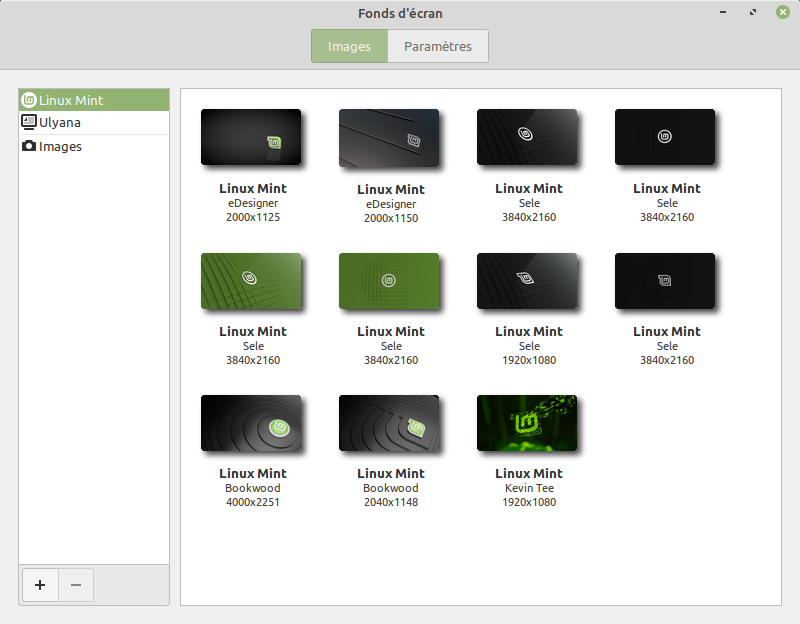 Fonds d'écran
Images
Paramètres
Linux Mint
Ulyana
Images
Linux Mint
eDesigner
2000x1125
Linux Mint
eDesigner
2000x1150
Linux Mint
Sele
3840x2160
Linux Mint
Sele
3840x2160
Linux Mint
Sele
3840x2160
Linux Mint
Sele
3840x2160
Linux Mint
Sele
1920x1080
Linux Mint
Sele
3840x2160
Linux Mint
Bookwood
4000x2251
Linux Mint
Bookwood
2040x1148
Linux Mint
Kevin Tee
1920x1080